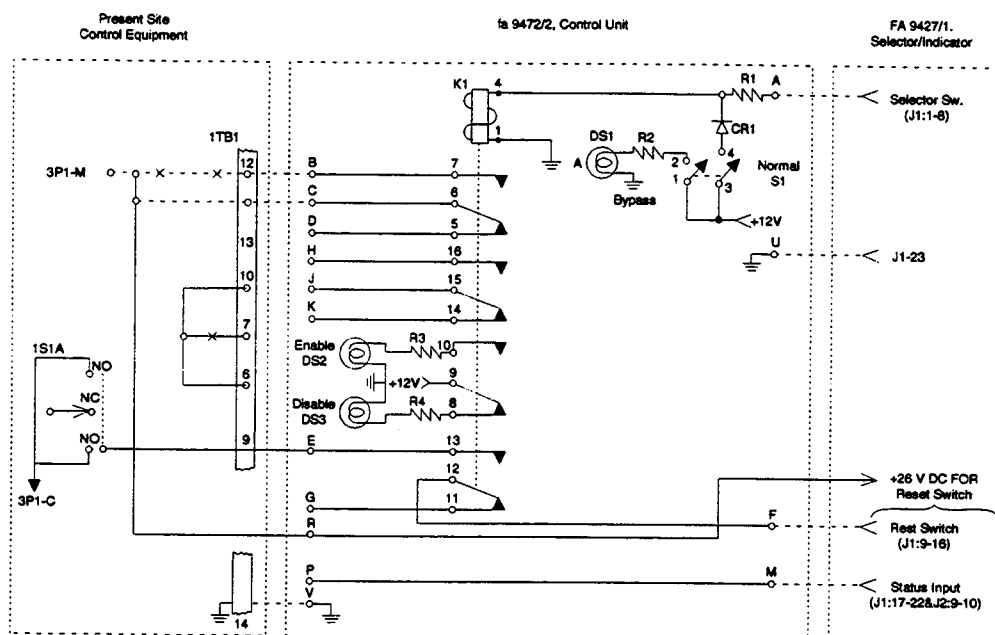 Present Site
Control Equipment
fa 9472/2, Control Unit
FA 9427/1.
Selector/Indicator
K1
4
1
R1
A
Selector Sw.
(J1:1-8)
CR1
DS1
A
R2
2
4
1
3
Normal
S1
Bypass
+12V
U
J1-23
1TB1
3P1-M
12
B
7
C
6
D
5
13
H
16
10
J
15
K
14
7
Enable
DS2
R3
10
6
+12V
9
Disable
DS3
R4
8
1S1A
NO
NC
NO
9
E
13
12
3P1-C
G
11
R
+26 V DC FOR
Reset Switch
F
Rest Switch
(J1:9-16)
P
M
Status Input
(J1:17-22&J2:9-10)
V
14